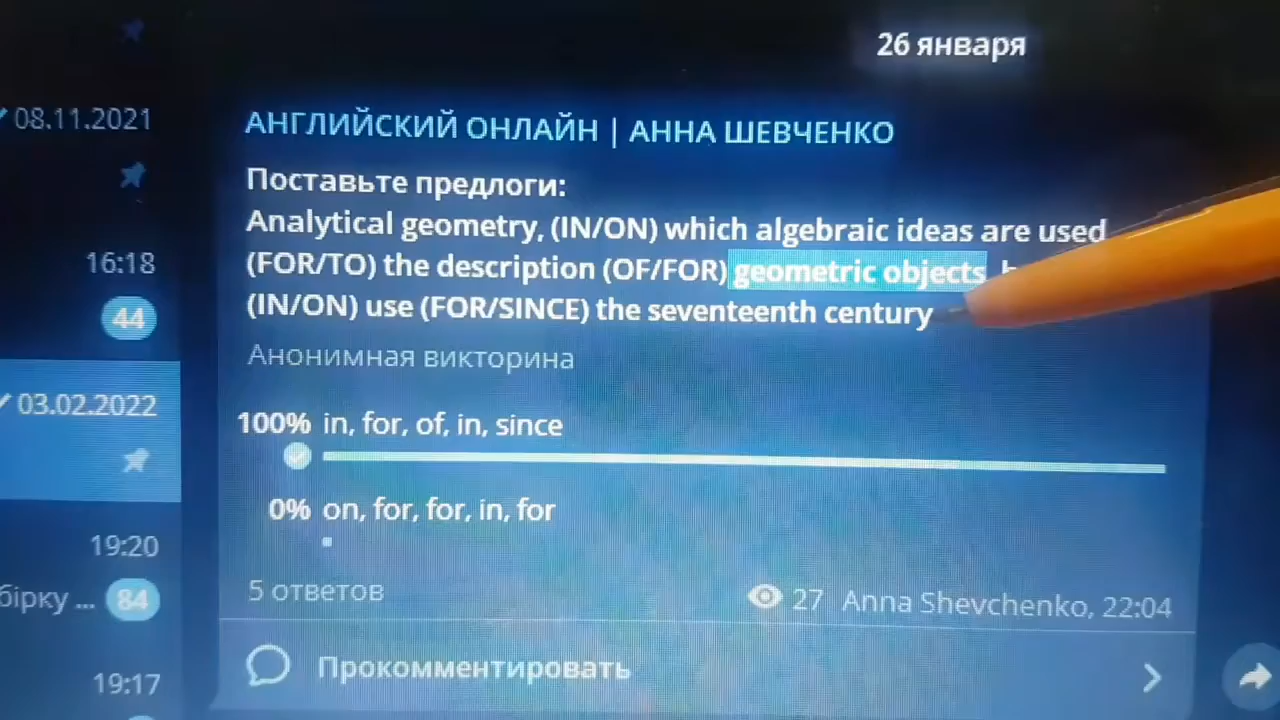 26 января
08.11.2021
16:18
44
03.02.2022
19:20
бірку ... 84
19:17
АНГЛИЙСКИЙ ОНЛАЙН | АННА ШЕВЧЕНКО
Поставьте предлоги:
Analytical geometry, (IN/ON) which algebraic ideas are used
(FOR/TO) the description (OF/FOR) geometric objects,
(IN/ON) use (FOR/SINCE) the seventeenth century
Анонимная викторина
100% in, for, of, in, since
0% on, for, for, in, for
5 ответов
27 Anna Shevchenko, 22:04
Прокомментировать